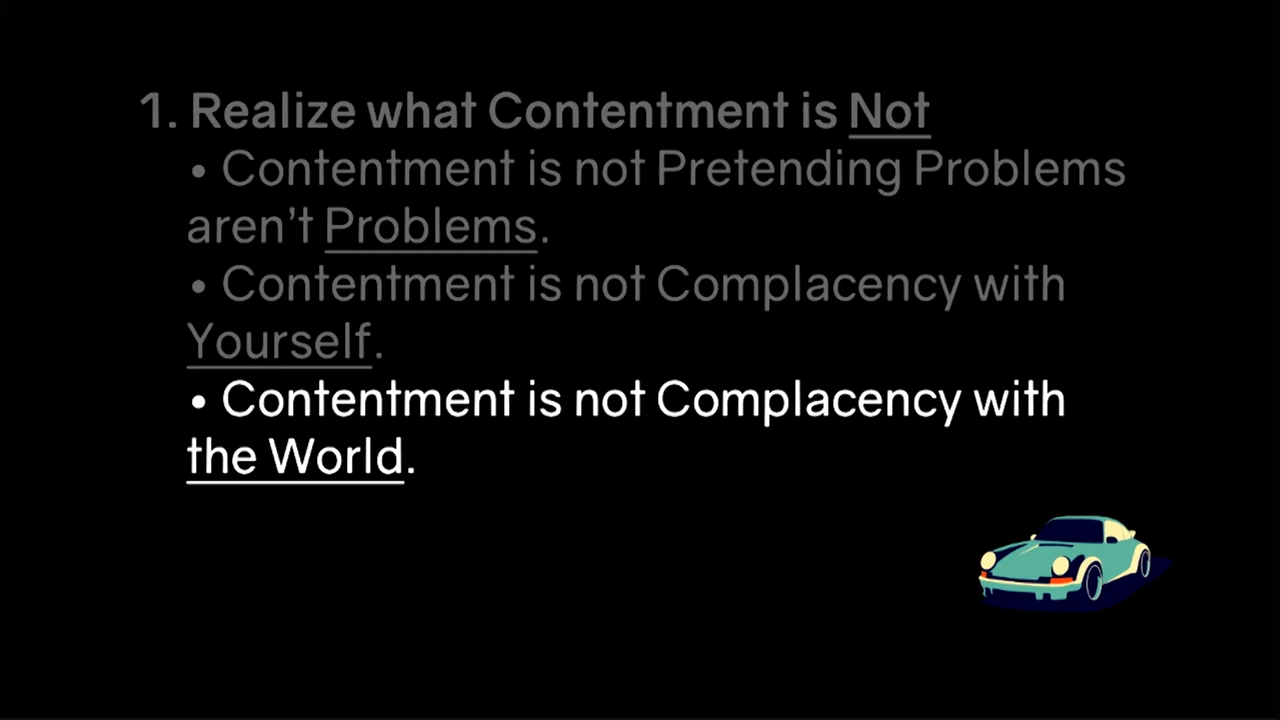 1. Realize what Contentment is Not
• Contentment is not Pretending Problems
aren’t Problems.
• Contentment is not Complacency with
Yourself.
• Contentment is not Complacency with
the World.